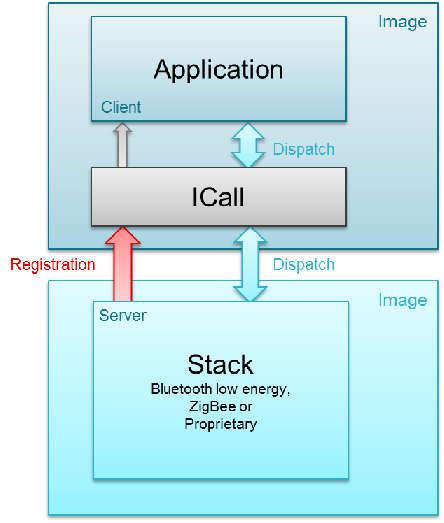 Image
Application
Client
Dispatch
ICall
Registration
Dispatch
Image
Server
Stack
Bluetooth low energy,
ZigBee or
Proprietary